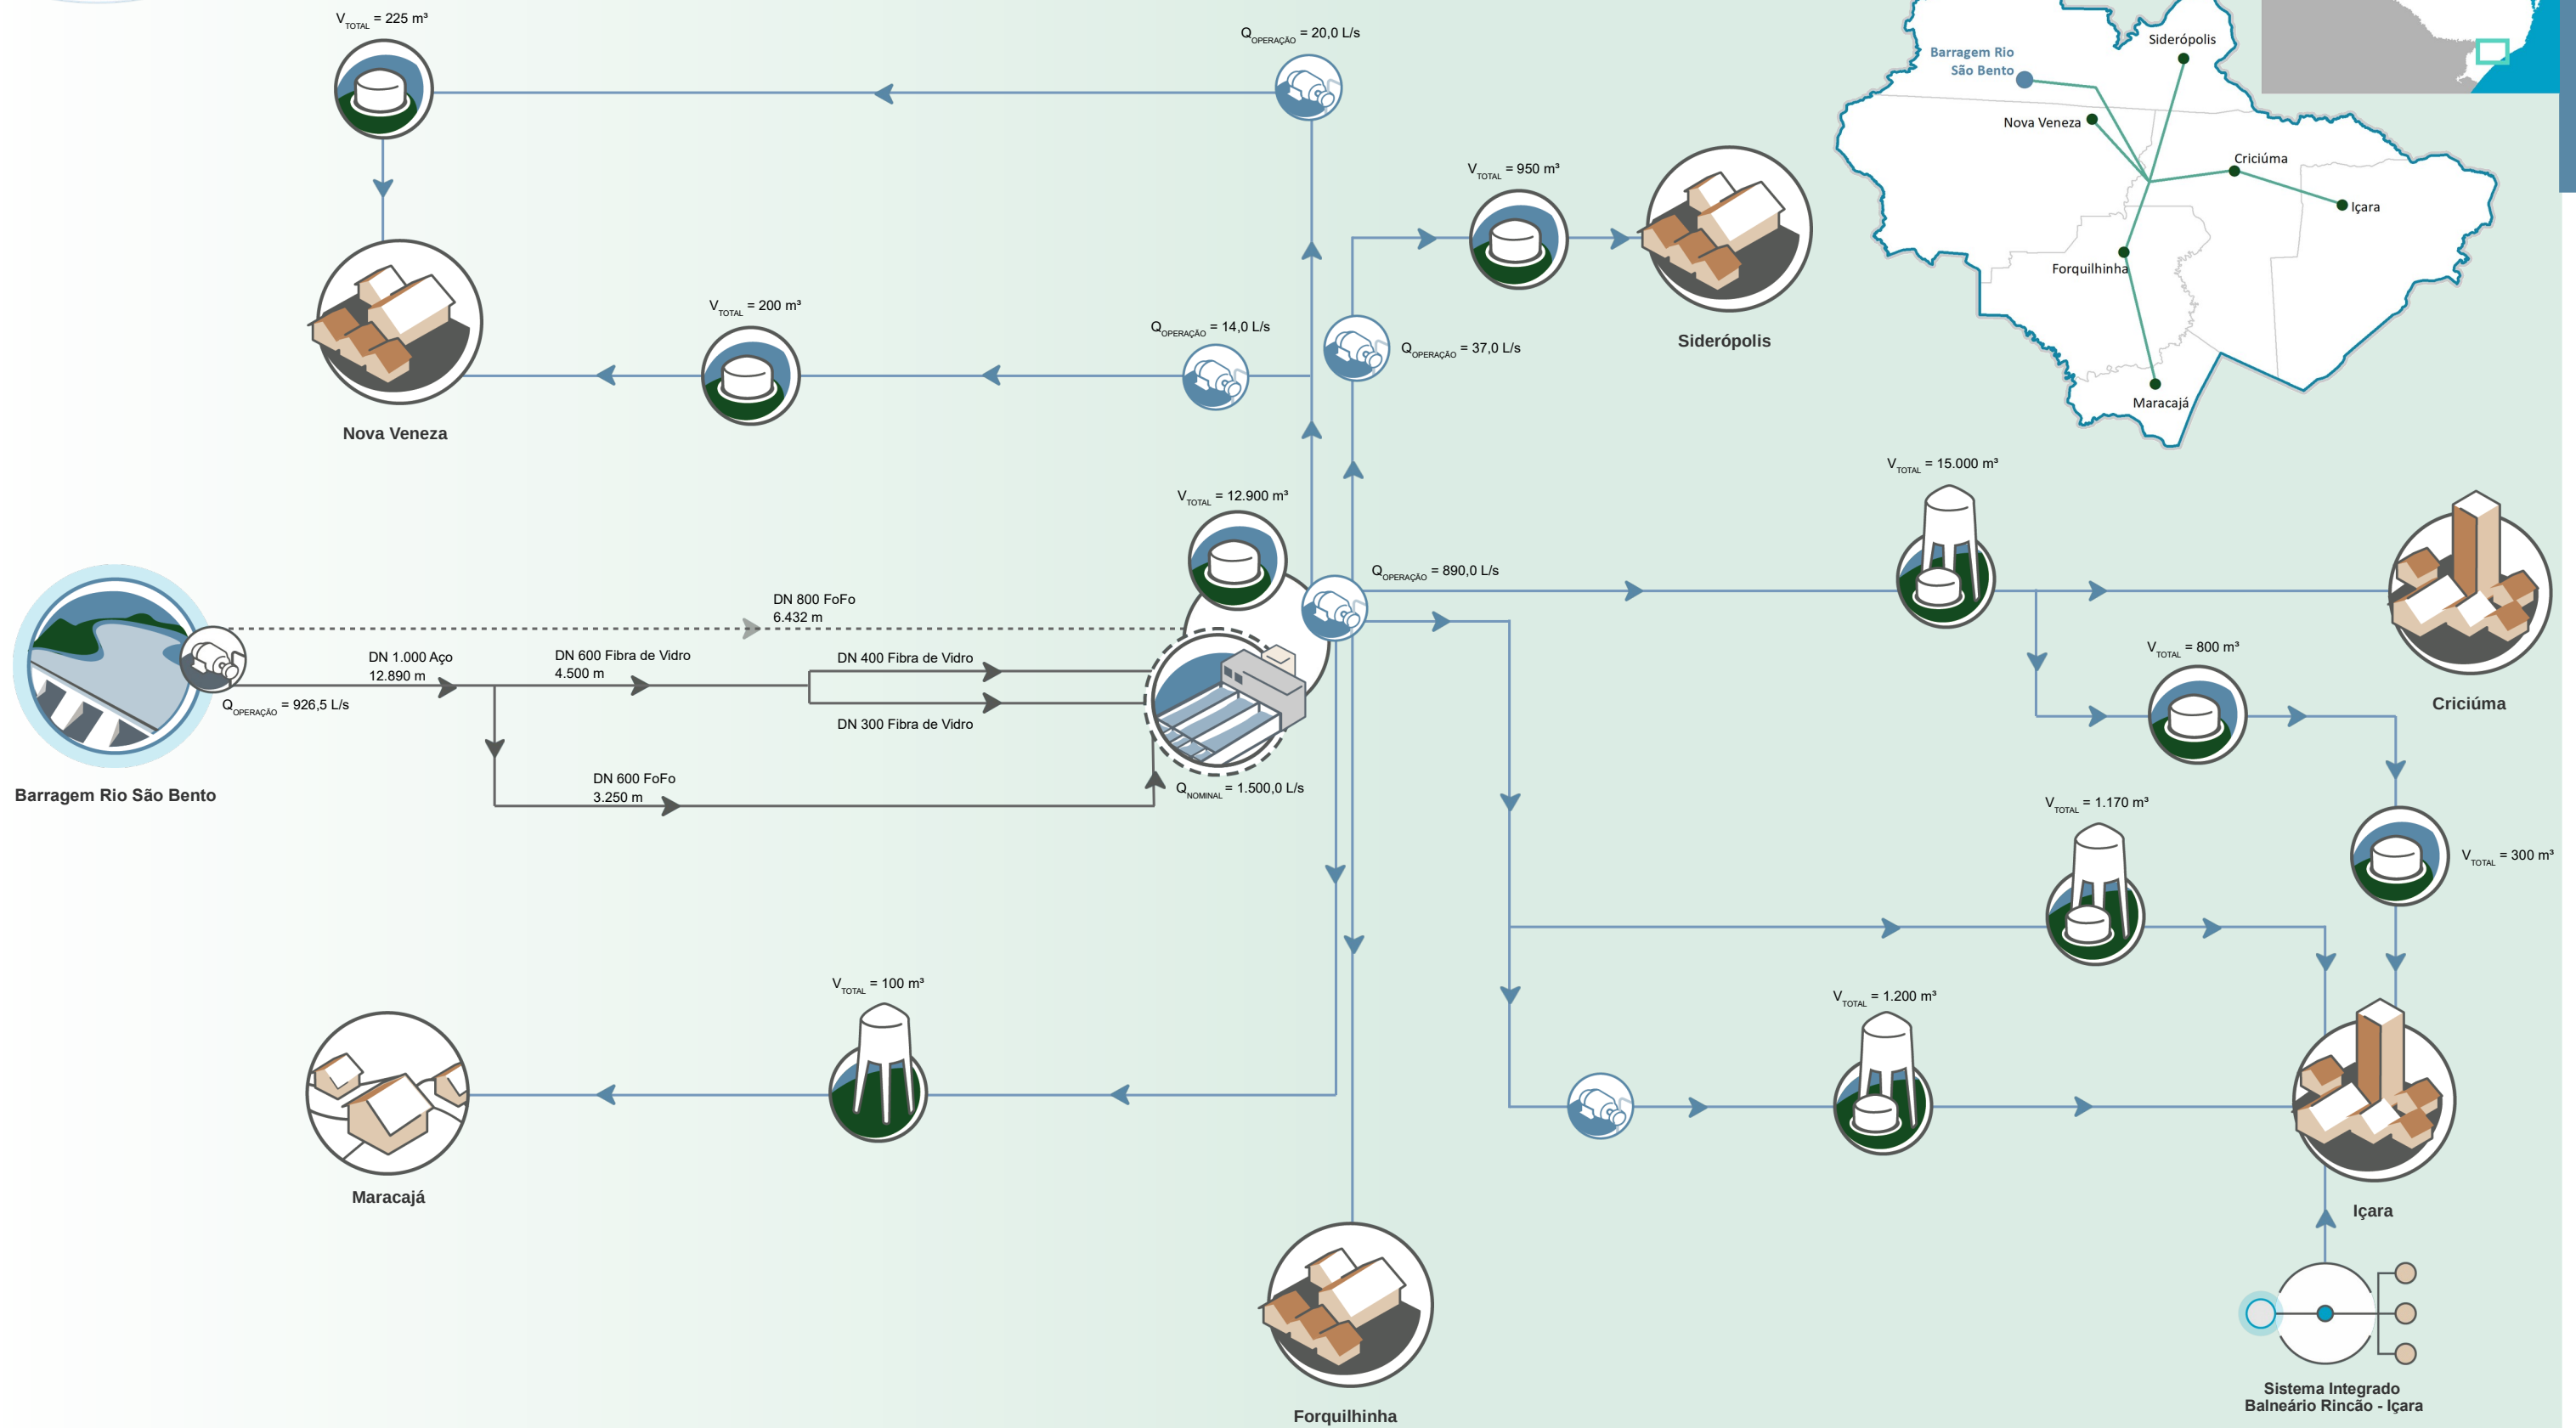 VTOTAL = 225 m³
QOPERAÇÃO = 20,0 L/s
Siderópolis
Barragem Rio
São Bento
Nova Veneza
Criciúma
Içara
Forquilhinha
Maracajá
VTOTAL = 950 m³
Siderópolis
VTOTAL = 200 m³
QOPERAÇÃO = 14,0 L/s
QOPERAÇÃO = 37,0 L/s
Nova Veneza
VTOTAL = 15.000 m³
VTOTAL = 12.900 m³
QOPERAÇÃO = 890,0 L/s
DN 800 FoFo
6.432 m
DN 1.000 Aço
12.890 m
DN 600 Fibra de Vidro
4.500 m
DN 400 Fibra de Vidro
QOPERAÇÃO = 926,5 L/s
DN 300 Fibra de Vidro
VTOTAL = 800 m³
Criciúma
DN 600 FoFo
3.250 m
QNOMINAL = 1.500,0 L/s
Barragem Rio São Bento
VTOTAL = 1.170 m³
VTOTAL = 300 m³
VTOTAL = 100 m³
VTOTAL = 1.200 m³
Maracajá
Içara
Forquilhinha
Sistema Integrado
Balneário Rincão - Içara